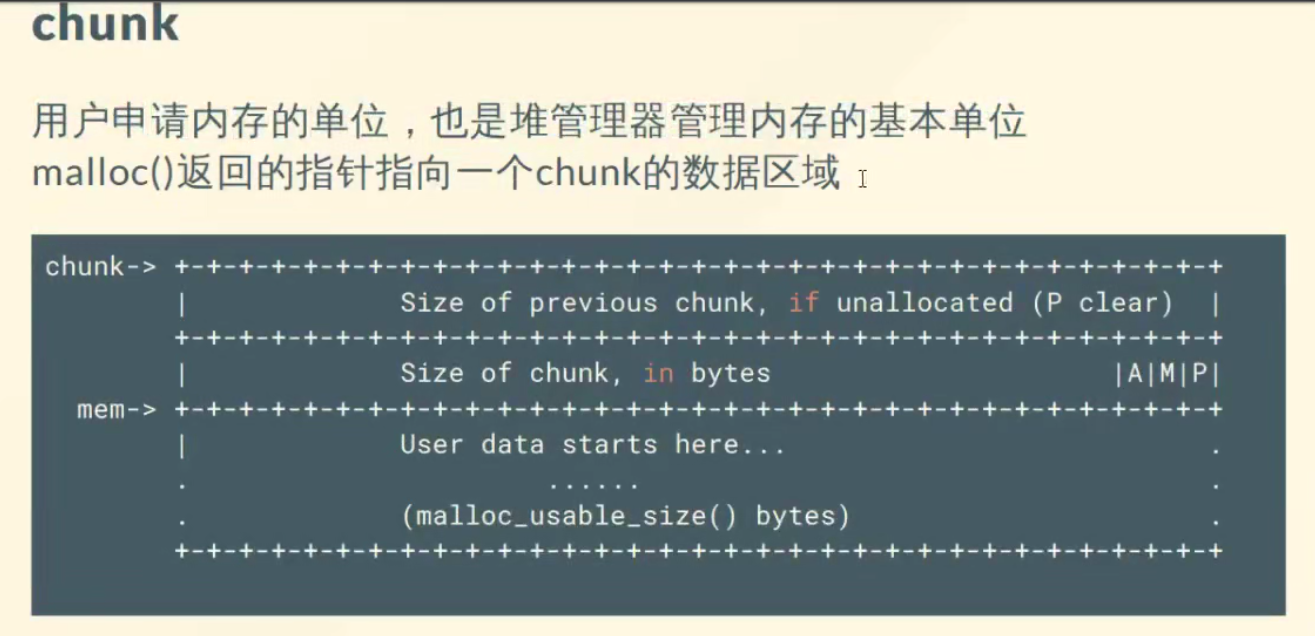 chunk
用户申请内存的单位，也是堆管理器管理内存的基本单位
malloc()返回的指针指向一个chunk的数据区域
chunk-> +-+-+-+-+-+-+-+-+-+-+-+-+-+-+-+-+-+-+-+-+-+-+-+-+-+-+-+-+-+-+-+-+
| Size of previous chunk, if unallocated (P clear) |
+-+-+-+-+-+-+-+-+-+-+-+-+-+-+-+-+-+-+-+-+-+-+-+-+-+-+-+-+-+-+-+-+
| Size of chunk, in bytes |A|M|P|
mem-> +-+-+-+-+-+-+-+-+-+-+-+-+-+-+-+-+-+-+-+-+-+-+-+-+-+-+-+-+-+-+-+-+
| User data starts here... .
. ...... .
. (malloc_usable_size() bytes) .
+-+-+-+-+-+-+-+-+-+-+-+-+-+-+-+-+-+-+-+-+-+-+-+-+-+-+-+-+-+-+-+-+